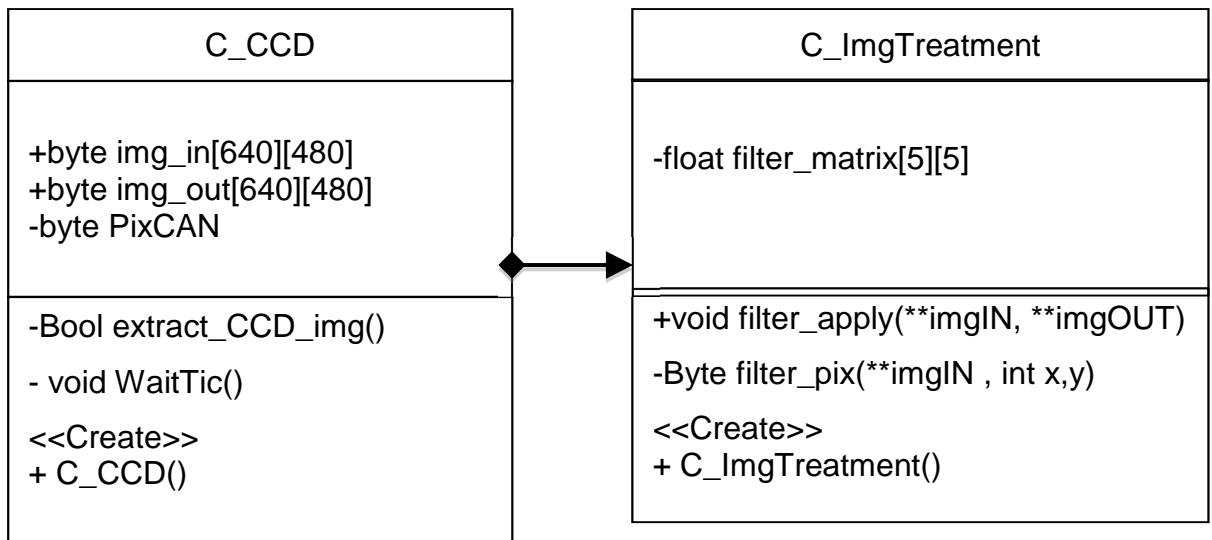 C_CCD
+byte img_in[640][480]
+byte img_out[640][480]
-byte PixCAN
-Bool extract_CCD_img()
- void WaitTic()
<<Create>>
+ C_CCD()
C_ImgTreatment
-float filter_matrix[5][5]
+void filter_apply(**imgIN, **imgOUT)
-Byte filter_pix(**imgIN , int x,y)
<<Create>>
+ C_ImgTreatment()